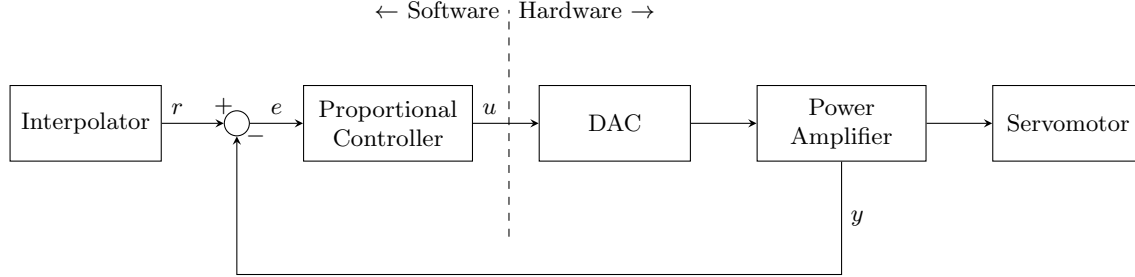 ← Software Hardware →
Interpolator
r
+
−
e
Proportional
Controller
u
DAC
Power
Amplifier
Servomotor
y